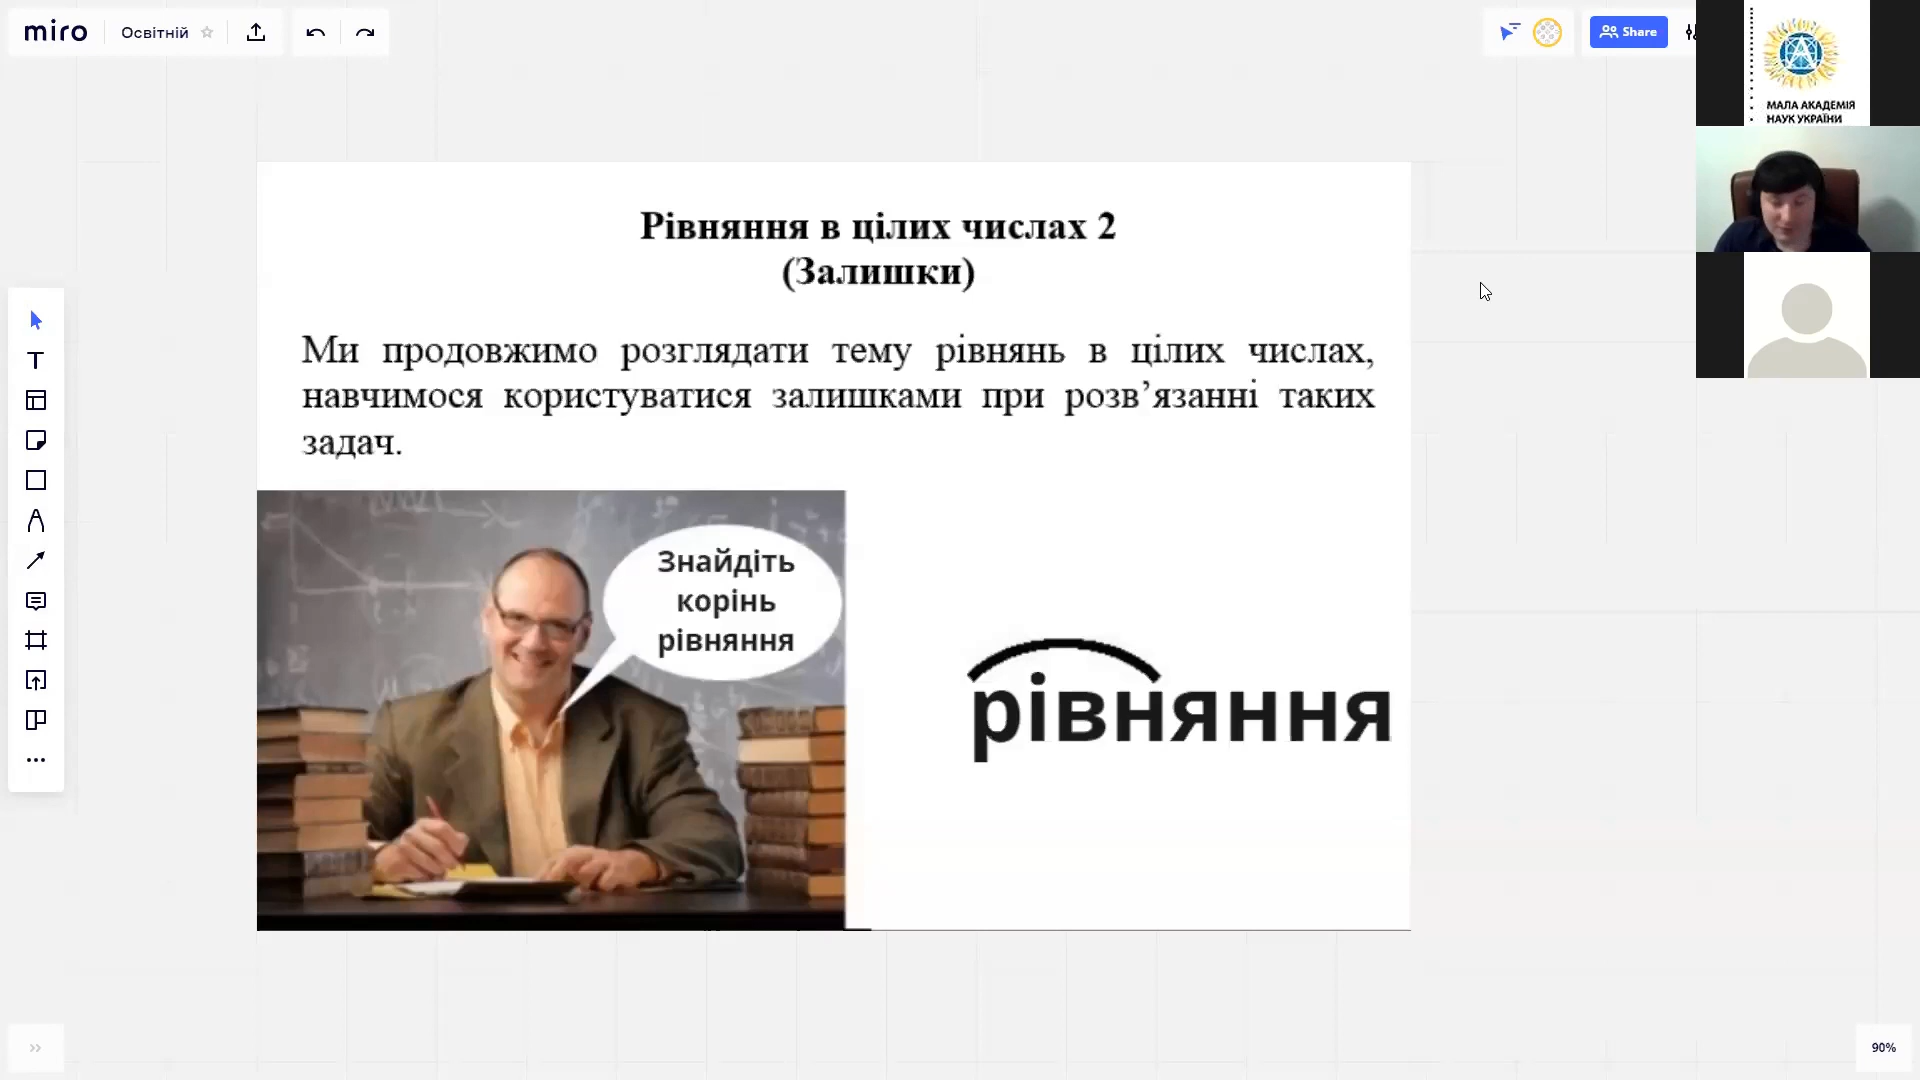 miro
Освітній
Share
МАЛА АКАДЕМІЯ
НАУК УКРАЇНИ
Рівняння в цілих числах 2
(Залишки)
Ми продовжимо розглядати тему рівнянь в цілих числах,
навчимося користуватися залишками при розв’язанні таких
задач.
Знайдіть
корінь
рівняння
рівняння
90%